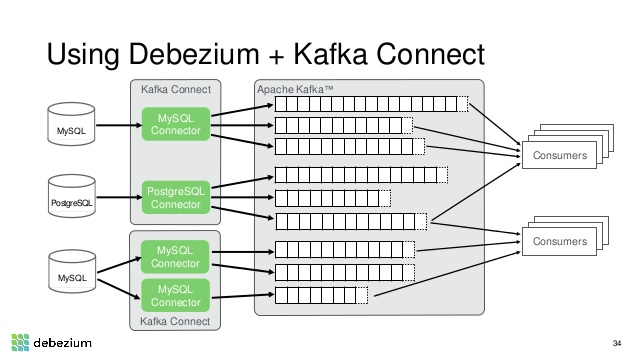 Using Debezium + Kafka Connect
Kafka Connect
Apache Kafka™
MySQL
MySQL
Connector
Consumers
PostgreSQL
PostgreSQL
Connector
MySQL
MySQL
Connector
MySQL
Connector
Consumers
Kafka Connect
debezium
34